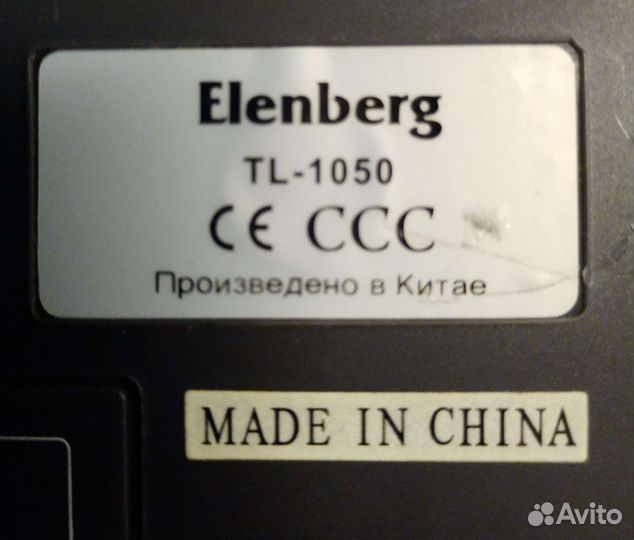 Elenberg
TL-1050
CE CCC
Произведено в Китае
MADE IN CHINA
Avito